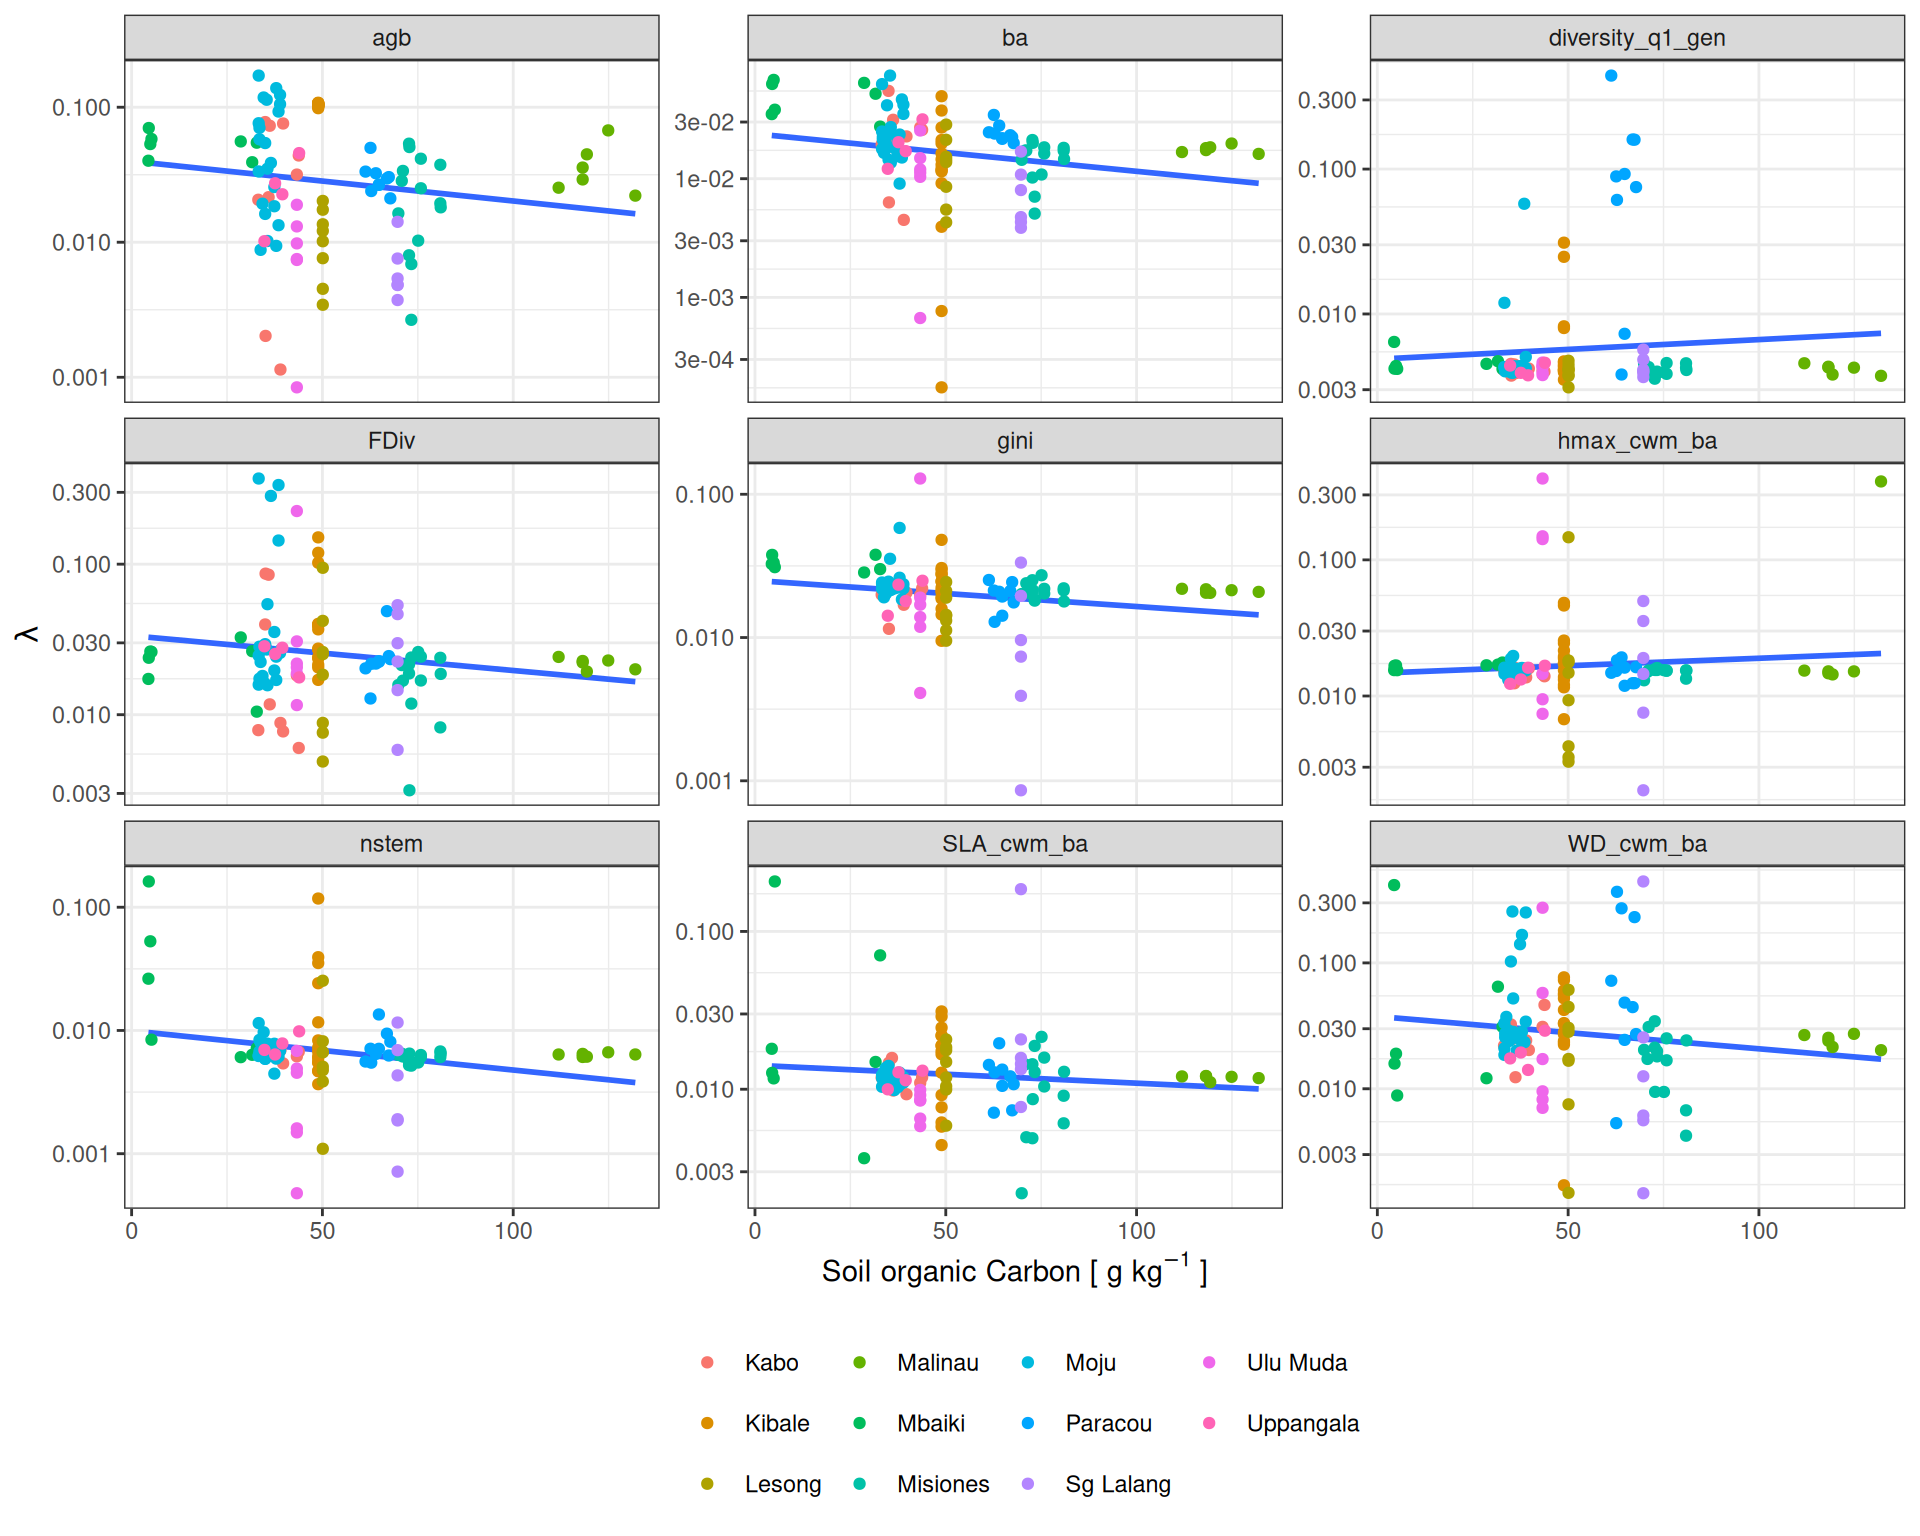 agb ba diversity_q1_gen
0.100 3e-02 0.300
0.010 1e-02 0.100
0.001 3e-03 0.030
1e-03 0.010
3e-04 0.003
FDiv gini hmax_cwm_ba
0.300 0.100 0.300
0.100 0.010 0.100
0.030 0.001 0.030
0.010 0.010
0.003 0.003
λ
nstem SLA_cwm_ba WD_cwm_ba
0.100 0.100 0.300
0.010 0.030 0.100
0.001 0.010 0.030
0.003 0.010
0.003
0 50 100 0 50 100 0 50 100
Soil organic Carbon [ g kg⁻¹ ]
Kabo Malinau Moju Ulu Muda
Kibale Mbaiki Paracou Uppangala
Lesong Misiones Sg Lalang